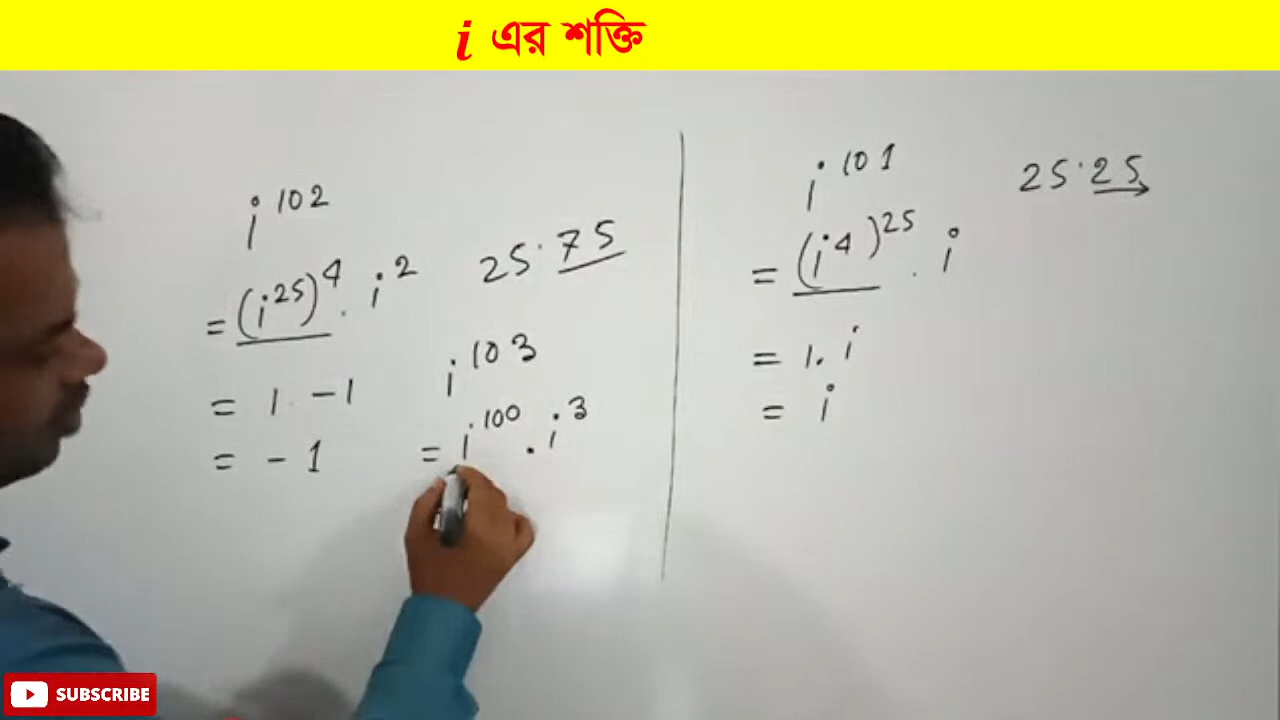 i এর শক্তি
i^102
= (i^25)^4 . i^2
25.75
= 1 . -1
= -1
i^103
= i^100 . i^3
i^101
25.25
= (i^4)^25 . i
= 1. i
= i
SUBSCRIBE